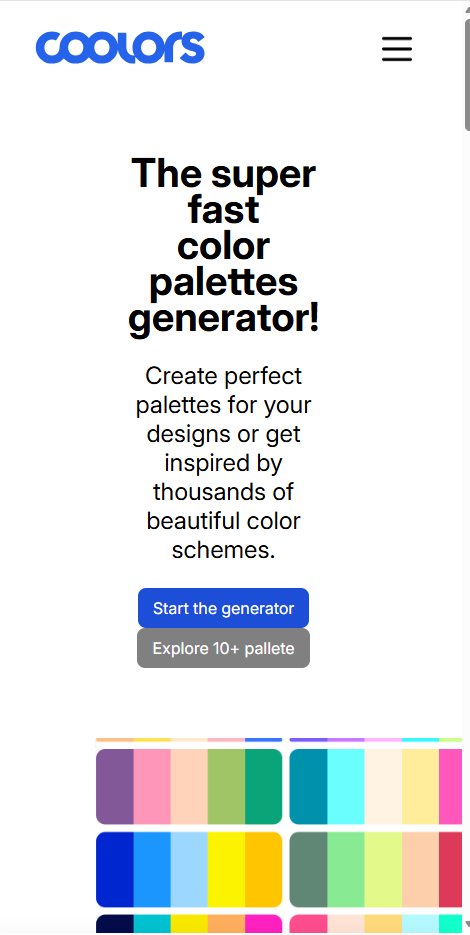 coolors
The super
fast
color
palettes
generator!
Create perfect
palettes for your
designs or get
inspired by
thousands of
beautiful color
schemes.
Start the generator
Explore 10+ pallete